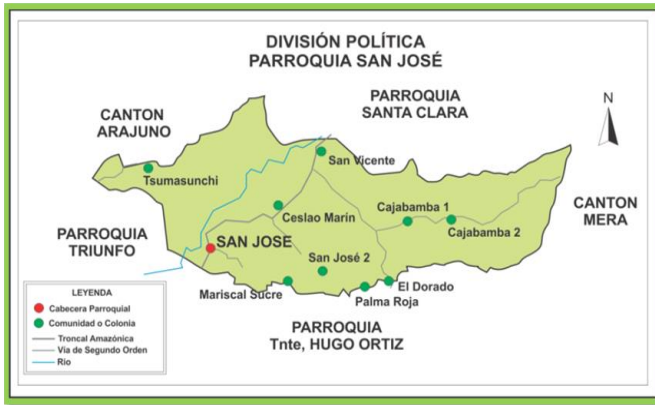 DIVISIÓN POLÍTICA
PARROQUIA SAN JOSÉ
PARROQUIA
SANTA CLARA
N
CANTON
ARAJUNO
San Vicente
Tsumasunchi
CANTON
MERA
Ceslao Marín
Cajabamba 1
Cajabamba 2
PARROQUIA
TRIUNFO
SAN JOSE
San José 2
Mariscal Sucre
El Dorado
Palma Roja
PARROQUIA
Tnte, HUGO ORTIZ
LEYENDA
Cabecera Parroquial
Comunidad o Colonia
Troncal Amazónica
Vía de Segundo Orden
Río